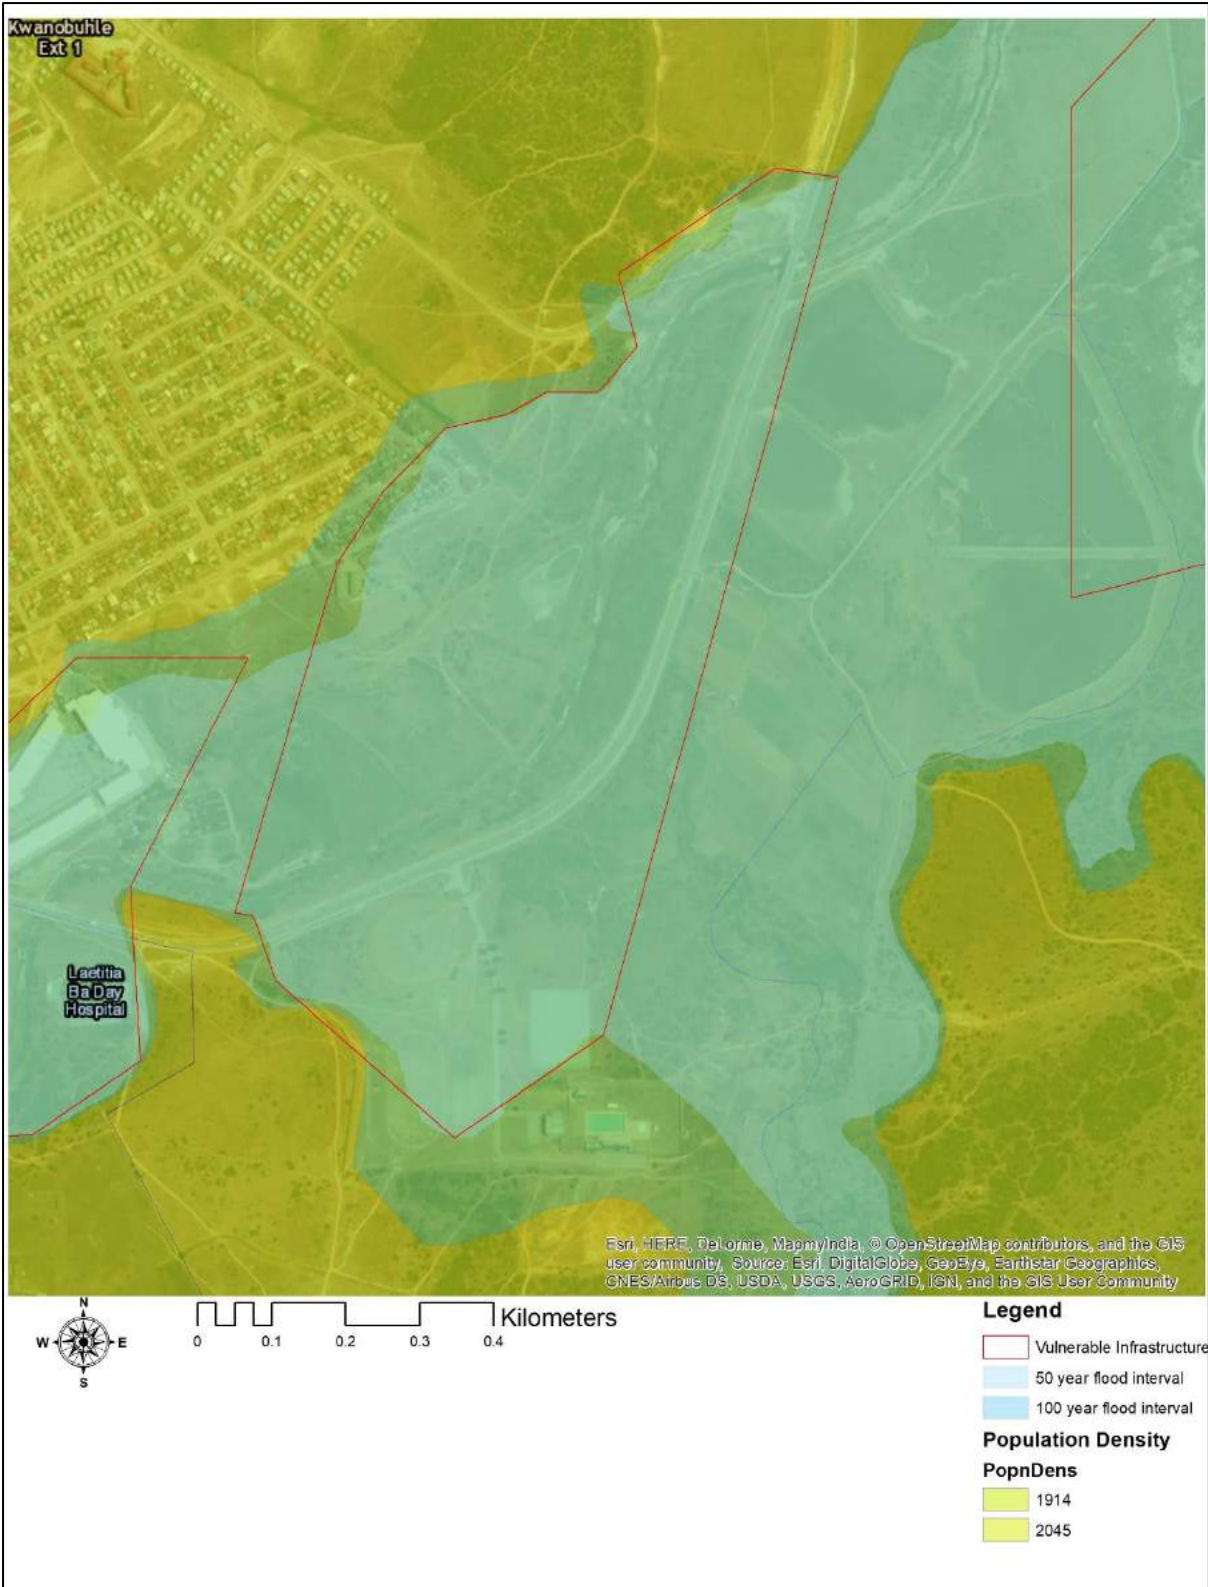 Kwanobuhle
Ext 1
Laetitia
Ba Day
Hospital
Esri, HERE, DeLorme, MapmyIndia, © OpenStreetMap contributors, and the GIS
user community, Source: Esri, DigitalGlobe, GeoEye, Earthstar Geographics,
CNES/Airbus DS, USDA, USGS, AeroGRID, IGN, and the GIS User Community
N
W E
S
Kilometers
0 0.1 0.2 0.3 0.4
Legend
Vulnerable Infrastructure
50 year flood interval
100 year flood interval
Population Density
PopnDens
1914
2045